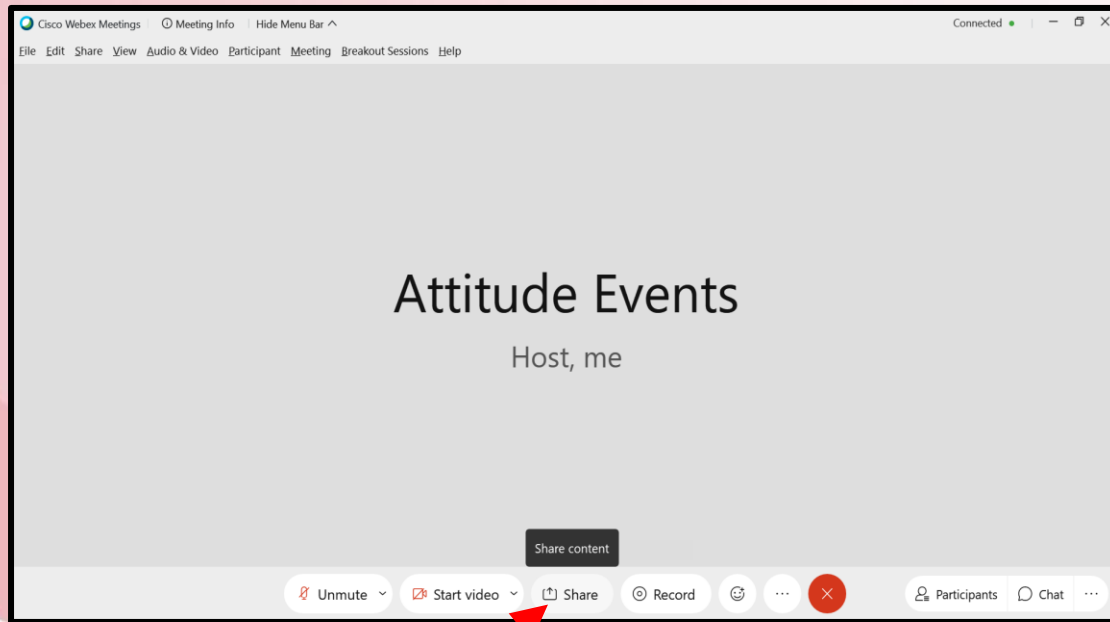 Cisco Webex Meetings Meeting Info Hide Menu Bar Connected
File Edit Share View Audio & Video Participant Meeting Breakout Sessions Help
Attitude Events
Host, me
Share content
Unmute Start video Share Record Participants Chat